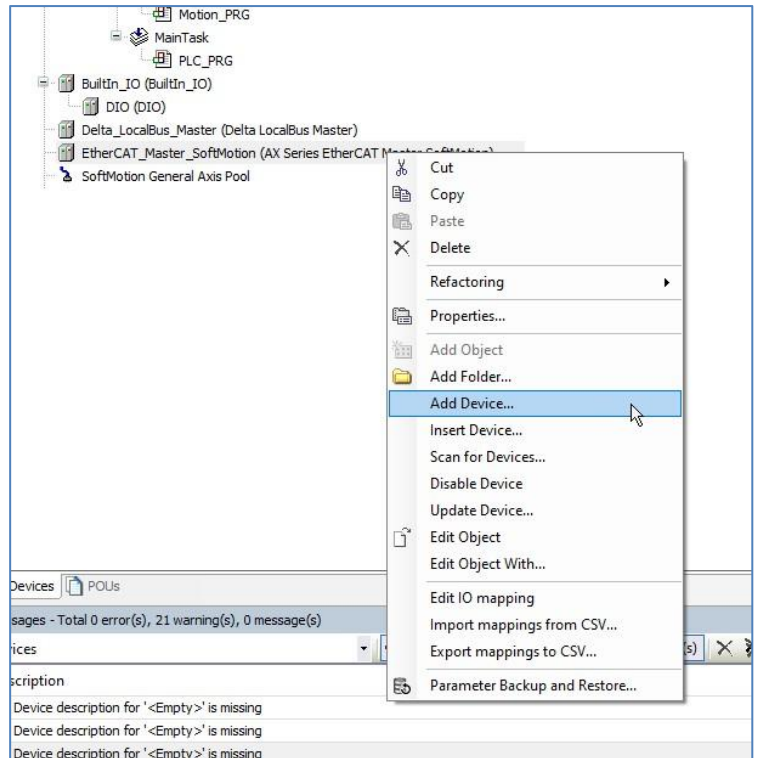 Motion_PRG
MainTask
PLC_PRG
BuiltIn_IO (BuiltIn_IO)
DIO (DIO)
Delta_LocalBus_Master (Delta LocalBus Master)
EtherCAT_Master_SoftMotion (AX Series EtherCAT Master SoftMotion)
SoftMotion General Axis Pool
Cut
Copy
Paste
Delete
Refactoring
Properties...
Add Object
Add Folder...
Add Device...
Insert Device...
Scan for Devices...
Disable Device
Update Device...
Edit Object
Edit Object With...
Edit IO mapping
Import mappings from CSV...
Export mappings to CSV...
Parameter Backup and Restore...
Devices POUs
sages - Total 0 error(s), 21 warning(s), 0 message(s)
ices (s)
scription
Device description for '<Empty>' is missing
Device description for '<Empty>' is missing
Device description for '<Empty>' is missing